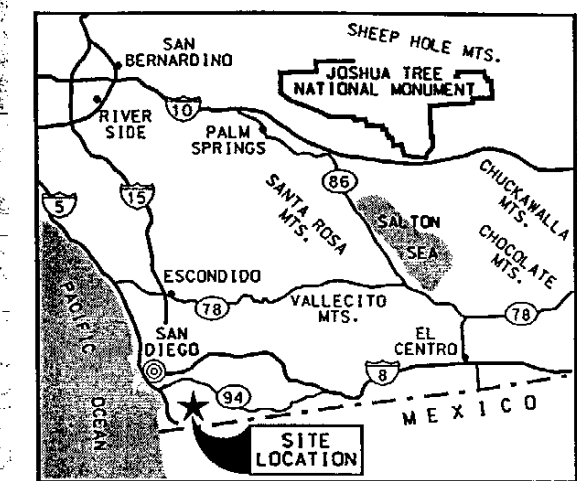 SHEEP HOLE MTS.
SAN
BERNARDINO
JOSHUA TREE
NATIONAL MONUMENT
RIVER
SIDE
10
PALM
SPRINGS
86
CHUCKAWALLA
MTS.
5
15
SANTA ROSA
MTS.
SALTON
SEA
CHOCOLATE
MTS.
PACIFIC
OCEAN
ESCONDIDO
78
VALLECITO
MTS.
78
SAN
DIEGO
EL
CENTRO
8
94
MEXICO
SITE
LOCATION